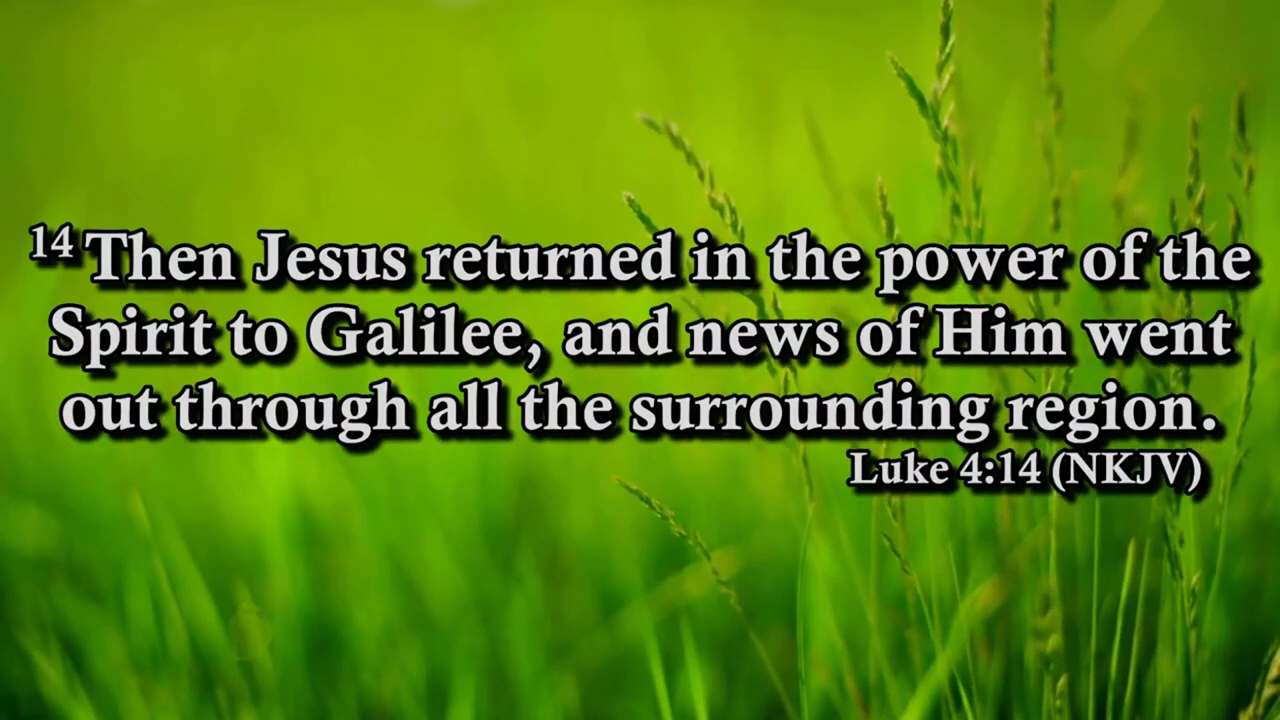 14 Then Jesus returned in the power of the
Spirit to Galilee, and news of Him went
out through all the surrounding region.
Luke 4:14 (NKJV)